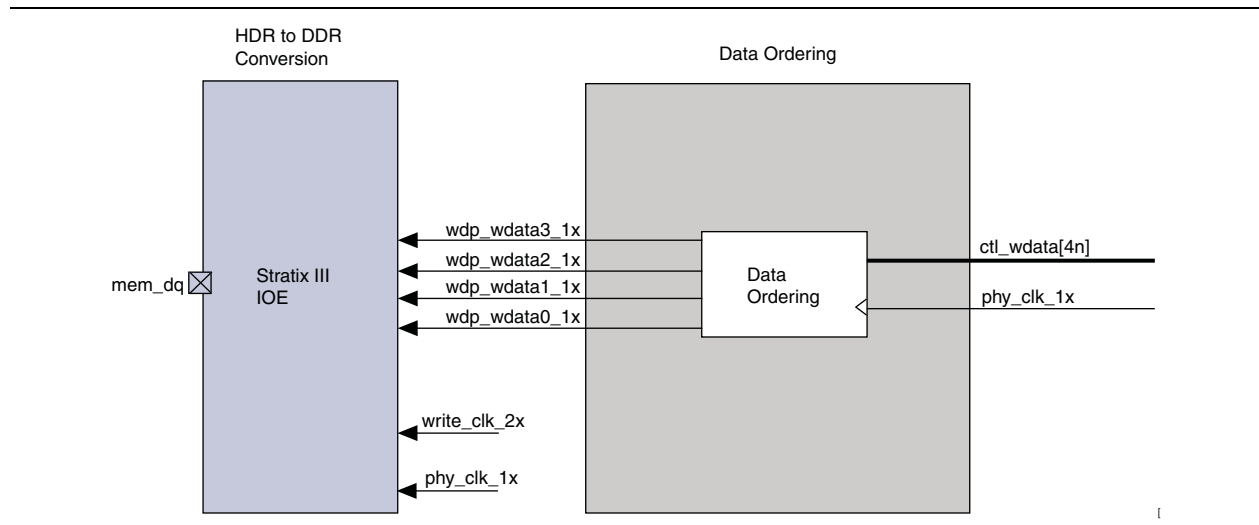 HDR to DDR
Conversion
Data Ordering
wdp_wdata3_1x
wdp_wdata2_1x
wdp_wdata1_1x
wdp_wdata0_1x
mem_dq
Stratix III
IOE
Data
Ordering
ctl_wdata[4n]
phy_clk_1x
write_clk_2x
phy_clk_1x
[